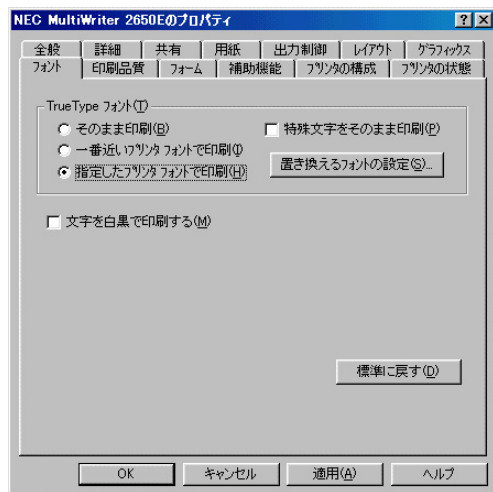 NEC MultiWriter 2650Eのプロパティ
全般 詳細 共有 用紙 出力制御 レイアウト グラフィックス
フォント 印刷品質 フォーム 補助機能 プリンタの構成 プリンタの状態
TrueType フォント(T)
そのまま印刷(B) 特殊文字をそのまま印刷(P)
一番近いプリンタ フォントで印刷(I)
指定したプリンタ フォントで印刷(H) 置き換えるフォントの設定(S)...
文字を白黒で印刷する(M)
標準に戻す(D)
OK キャンセル 適用(A) ヘルプ